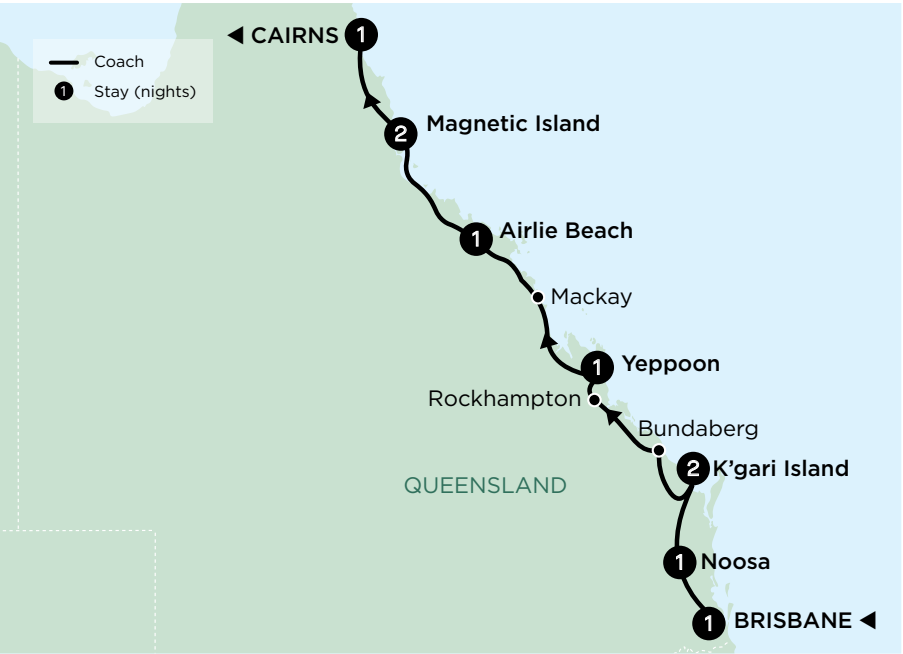 ◀ CAIRNS 1
Coach
1 Stay (nights)
2 Magnetic Island
1 Airlie Beach
Mackay
1 Yeppoon
Rockhampton
Bundaberg
2 K’gari Island
QUEENSLAND
1 Noosa
1 BRISBANE ◀